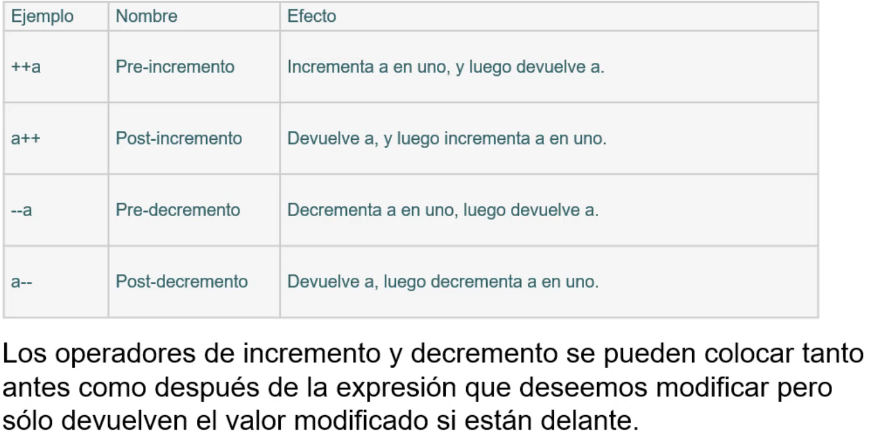 Ejemplo Nombre Efecto
++a Pre-incremento Incrementa a en uno, y luego devuelve a.
a++ Post-incremento Devuelve a, y luego incrementa a en uno.
--a Pre-decremento Decrementa a en uno, luego devuelve a.
a-- Post-decremento Devuelve a, luego decrementa a en uno.
Los operadores de incremento y decremento se pueden colocar tanto
antes como después de la expresión que deseemos modificar pero
sólo devuelven el valor modificado si están delante.